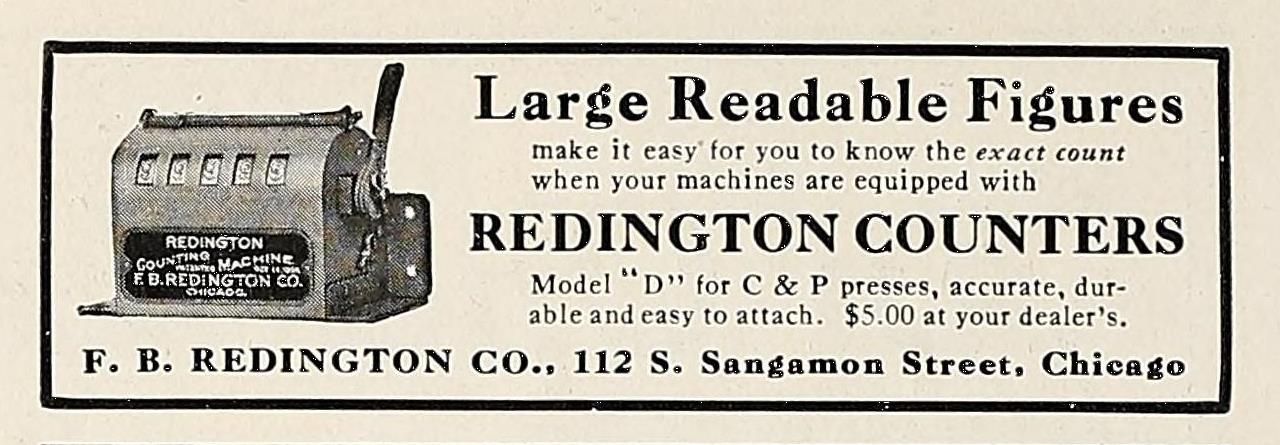 Large Readable Figures
make it easy for you to know the exact count
when your machines are equipped with
REDINGTON COUNTERS
Model "D" for C & P presses, accurate, dur-
able and easy to attach. $5.00 at your dealer's.
REDINGTON
COUNTING MACHINE
PATENTED
F. B. REDINGTON CO.
CHICAGO.
F. B. REDINGTON CO., 112 S. Sangamon Street, Chicago